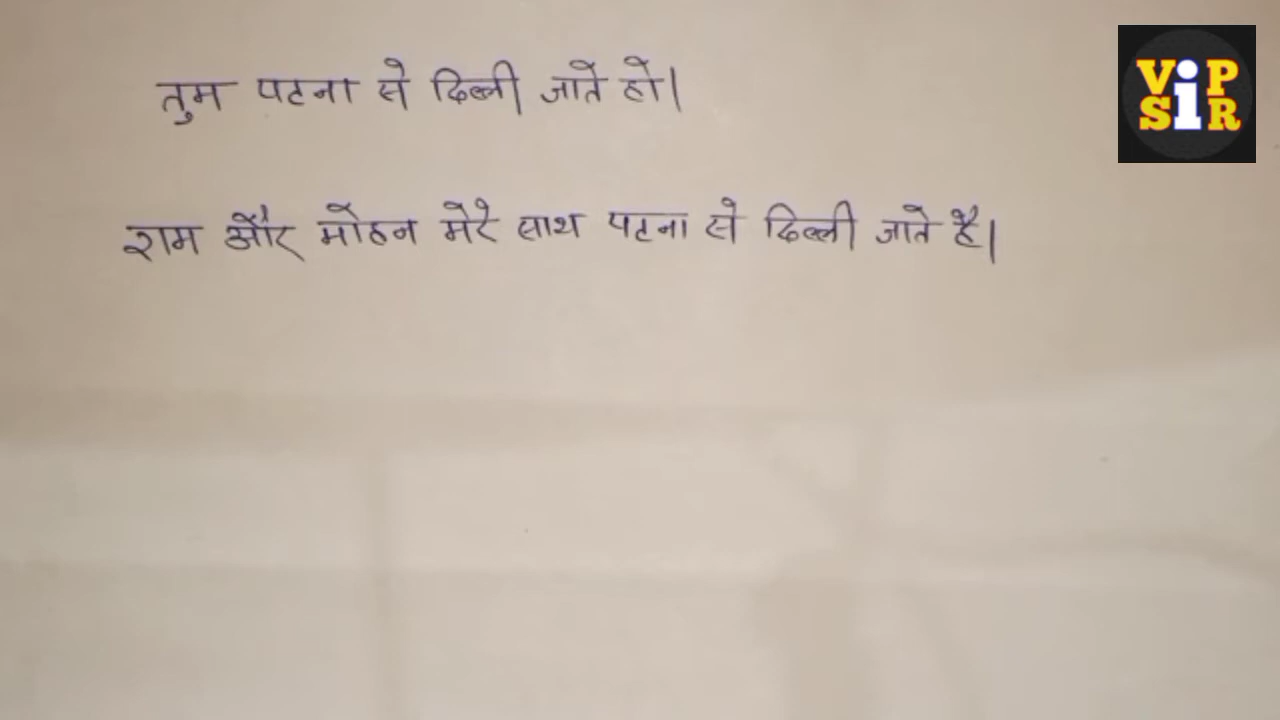 तुम पटना से दिल्ली जाते हो।
राम और मोहन मेरे साथ पटना से दिल्ली जाते है।
ViP
SiR